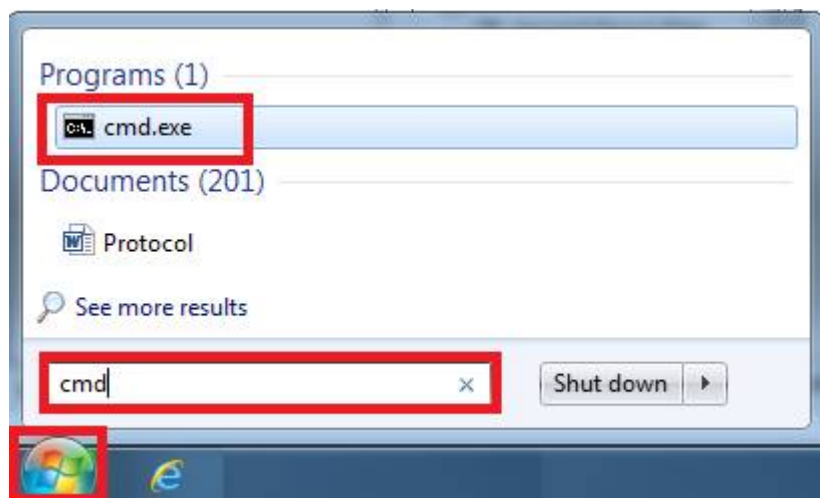 Programs (1)
cmd.exe
Documents (201)
Protocol
See more results
cmd
Shut down